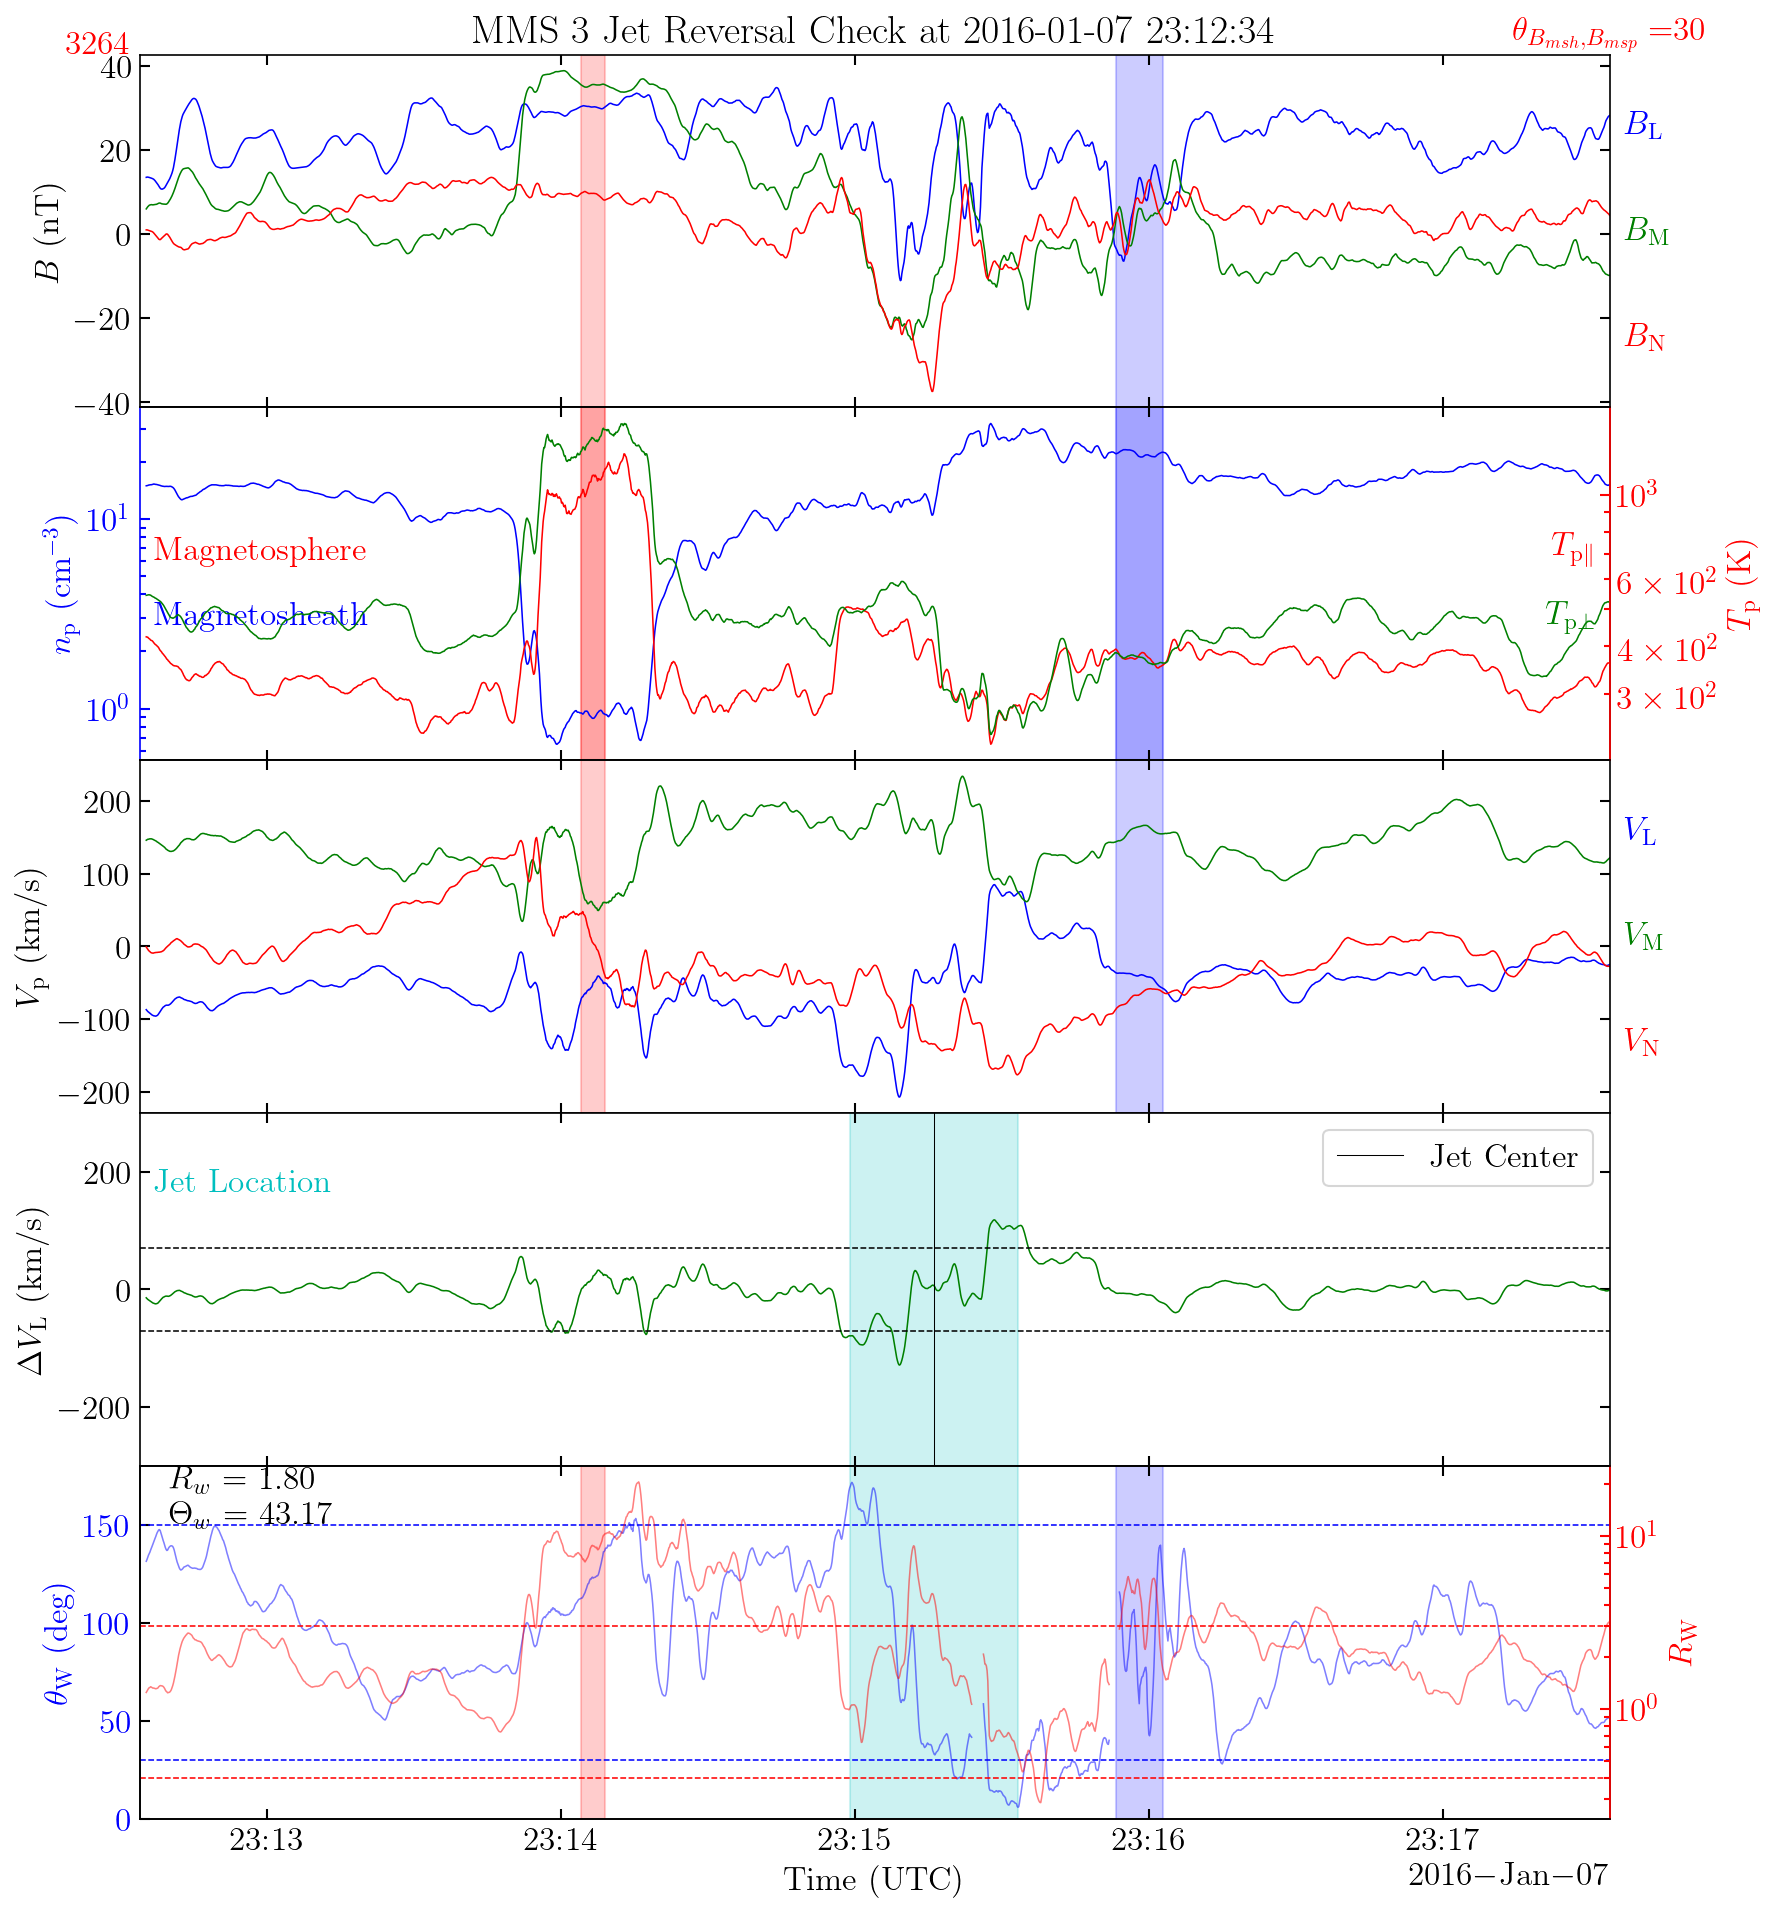 MMS 3 Jet Reversal Check at 2016-01-07 23:12:34
3264
θ_{B_{msh},B_{msp}} =30
40
20
0
−20
−40
B (nT)
B_L
B_M
B_N
10^1
10^0
n_p (cm^{−3})
Magnetosphere
Magnetosheath
T_{p∥}
T_{p⊥}
10^3
6 × 10^2
4 × 10^2
3 × 10^2
T_p (K)
200
100
0
−100
−200
V_p (km/s)
V_L
V_M
V_N
200
0
−200
ΔV_L (km/s)
Jet Location
Jet Center
R_w = 1.80
Θ_w = 43.17
150
100
50
0
θ_W (deg)
10^1
10^0
R_W
23:13
23:14
23:15
23:16
23:17
Time (UTC)
2016−Jan−07